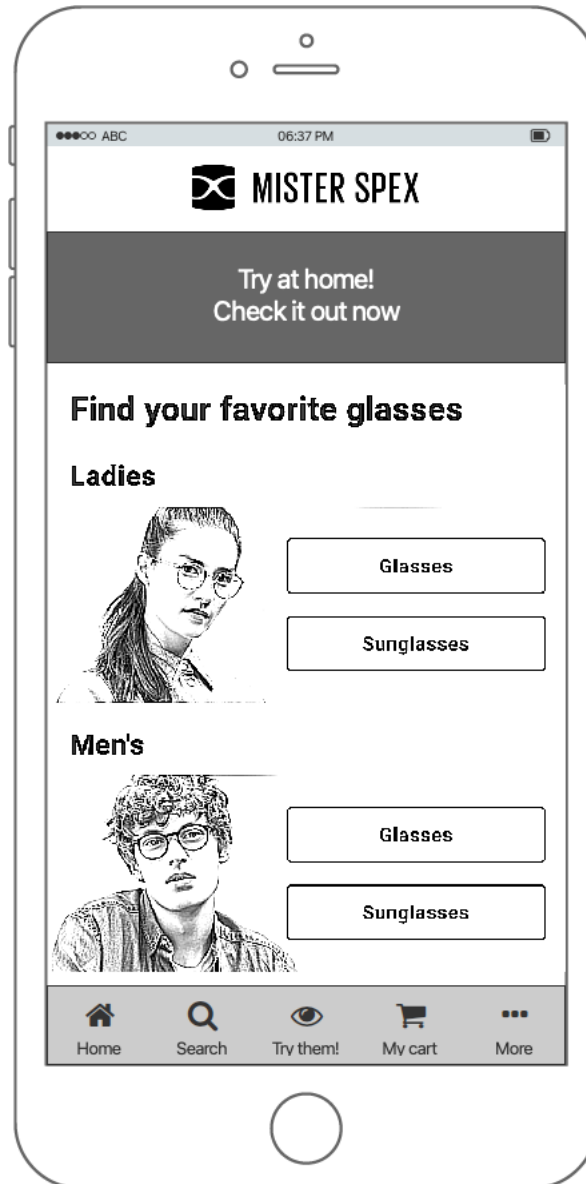 ABC
06:37 PM
MISTER SPEX
Try at home!
Check it out now
Find your favorite glasses
Ladies
Glasses
Sunglasses
Men's
Glasses
Sunglasses
Home
Search
Try them!
My cart
More